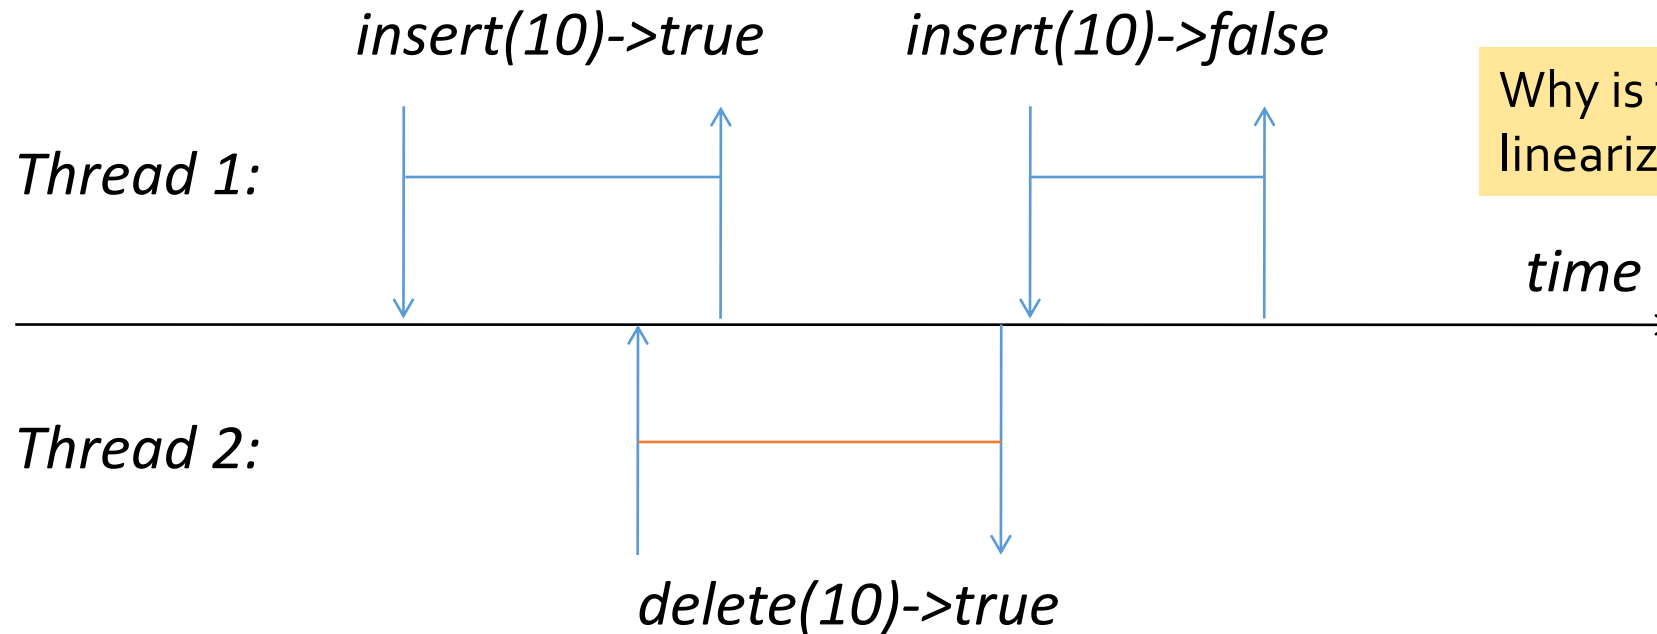 insert(10)->true
insert(10)->false
Why is
lineariz
Thread 1:
time
Thread 2:
delete(10)->true